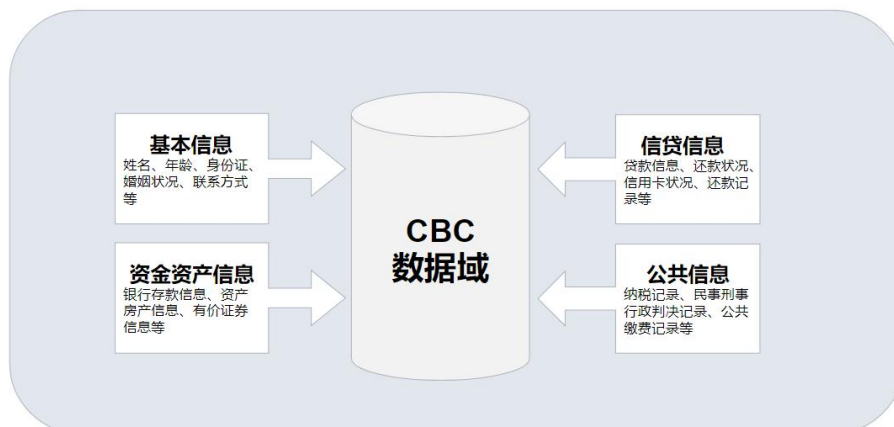 基本信息
姓名、年龄、身份证、
婚姻状况、联系方式
等
资金资产信息
银行存款信息、资产
房产信息、有价证券
信息等
CBC
数据域
信贷信息
贷款信息、还款状况、
信用卡状况、还款记
录等
公共信息
纳税记录、民事刑事
行政判决记录、公共
缴费记录等